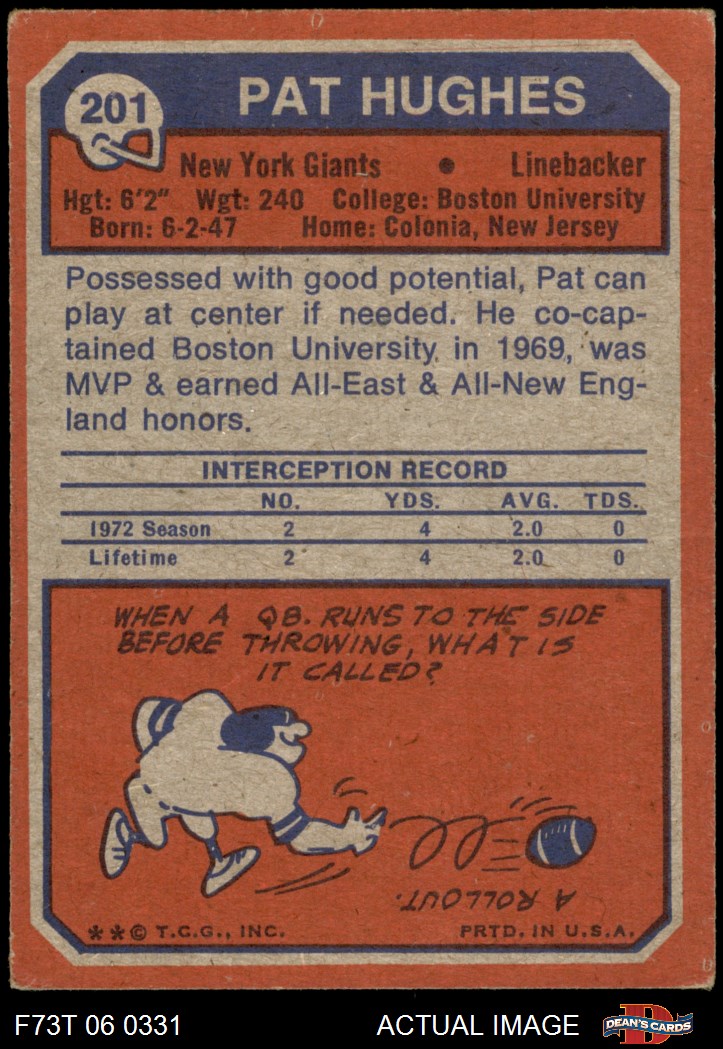 201
PAT HUGHES
New York Giants • Linebacker
Hgt: 6'2" Wgt: 240 College: Boston University
Born: 6-2-47 Home: Colonia, New Jersey
Possessed with good potential, Pat can
play at center if needed. He co-cap-
tained Boston University in 1969, was
MVP & earned All-East & All-New Eng-
land honors.
INTERCEPTION RECORD
NO. YDS. AVG. TDS.
1972 Season 2 4 2.0 0
Lifetime 2 4 2.0 0
WHEN A QB. RUNS TO THE SIDE
BEFORE THROWING, WHAT IS
IT CALLED?
A ROLLOUT.
**© T.C.G., INC. PRTD. IN U.S.A.
F73T 06 0331 ACTUAL IMAGE D DEAN'S CARDS